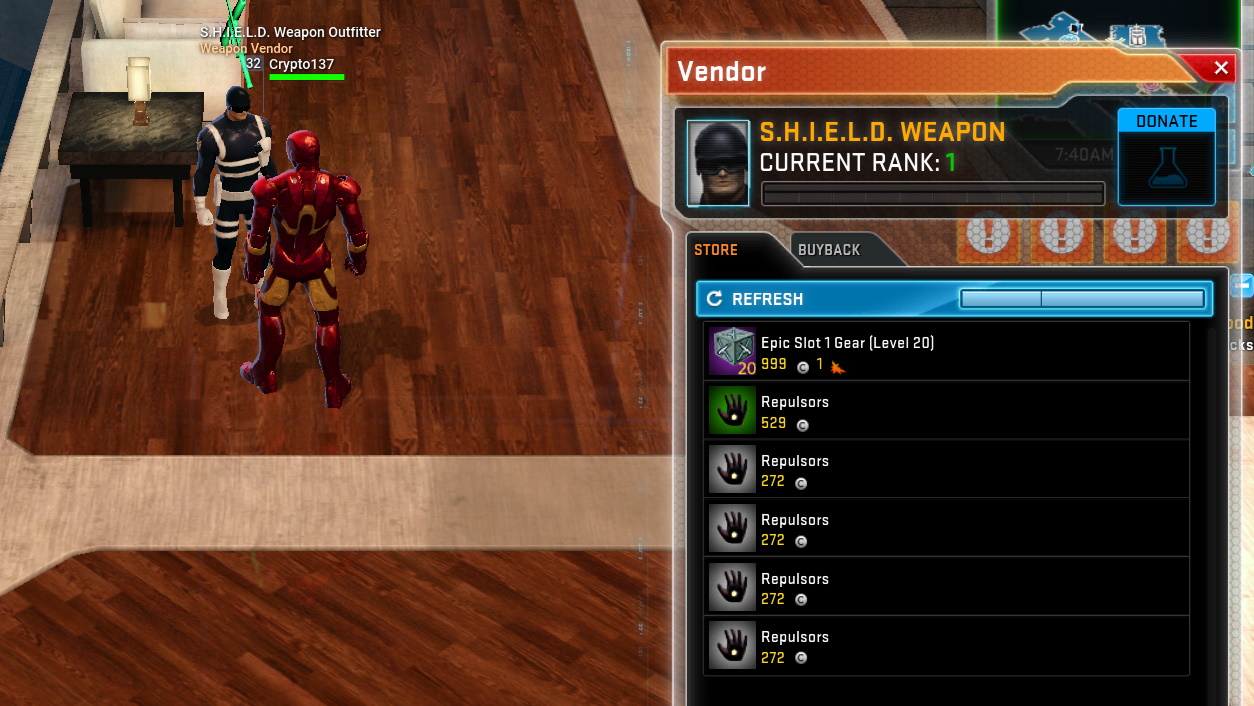 S.H.I.E.L.D. Weapon Outfitter
Weapon Vendor
32 Crypto137
Vendor
S.H.I.E.L.D. WEAPON
CURRENT RANK: 1
DONATE
7:40AM
STORE
BUYBACK
REFRESH
Epic Slot 1 Gear (Level 20)
20
999 1
Repulsors
529
Repulsors
272
Repulsors
272
Repulsors
272
Repulsors
272